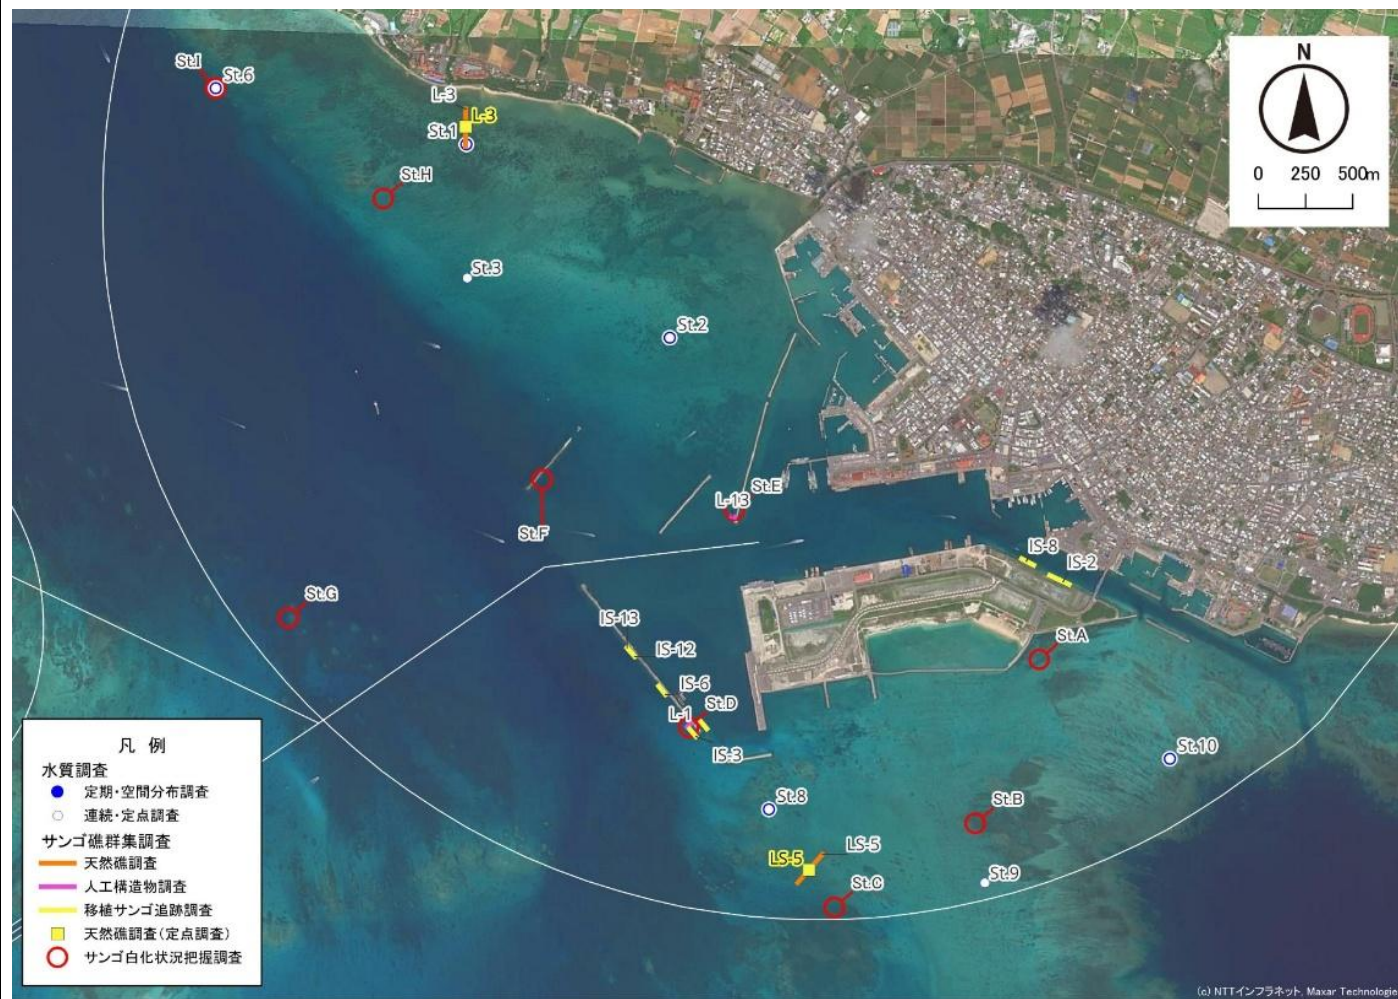 N
0 250 500m
St.I
St.6
L-3
L-3
St.1
St.H
St.3
St.2
St.E
L-13
St.F
IS-8
IS-2
St.G
St.A
IS-13
IS-12
IS-6
St.D
L-1
IS-3
St.10
St.8
St.B
LS-5
LS-5
St.9
St.C
凡 例
水質調査
定期・空間分布調査
連続・定点調査
サンゴ礁群集調査
天然礁調査
人工構造物調査
移植サンゴ追跡調査
天然礁調査(定点調査)
サンゴ白化状況把握調査
(c) NTTインフラネット, Maxar Technologie